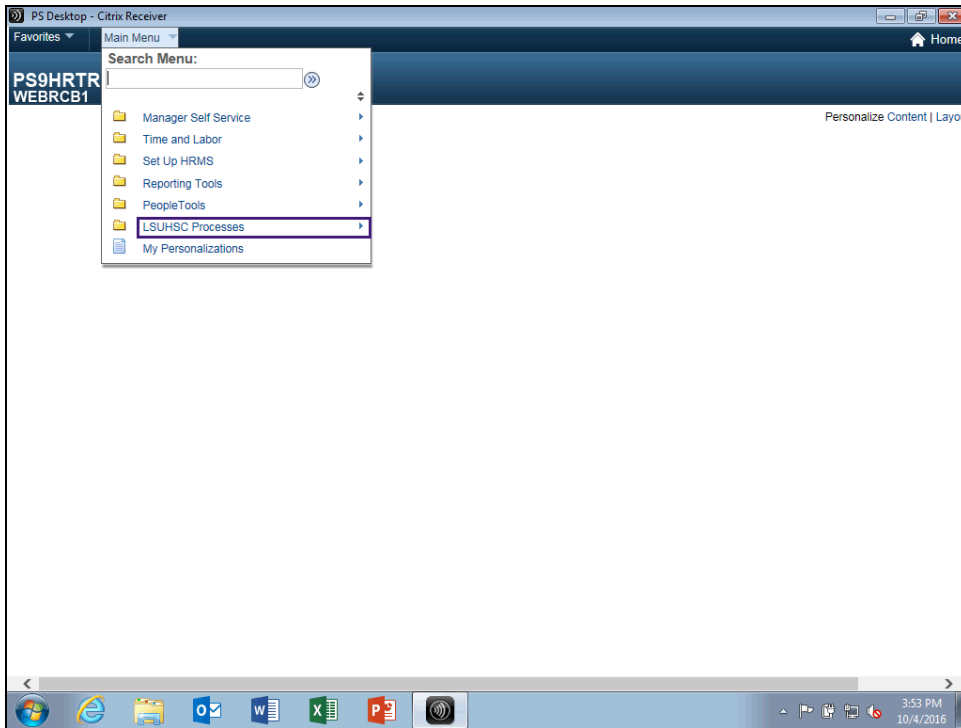 PS Desktop - Citrix Receiver
Favorites
Main Menu
Home
Search Menu:
PS9HRTR
WEBRCB1
Personalize Content | Layo
Manager Self Service
Time and Labor
Set Up HRMS
Reporting Tools
PeopleTools
LSUHSC Processes
My Personalizations
3:53 PM
10/4/2016